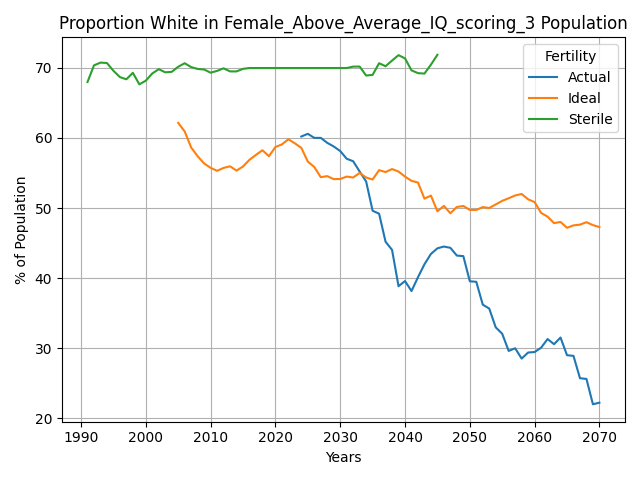 Proportion White in Female_Above_Average_IQ_scoring_3 Population
Fertility
Actual
Ideal
Sterile
% of Population
70
60
50
40
30
20
1990 2000 2010 2020 2030 2040 2050 2060 2070
Years